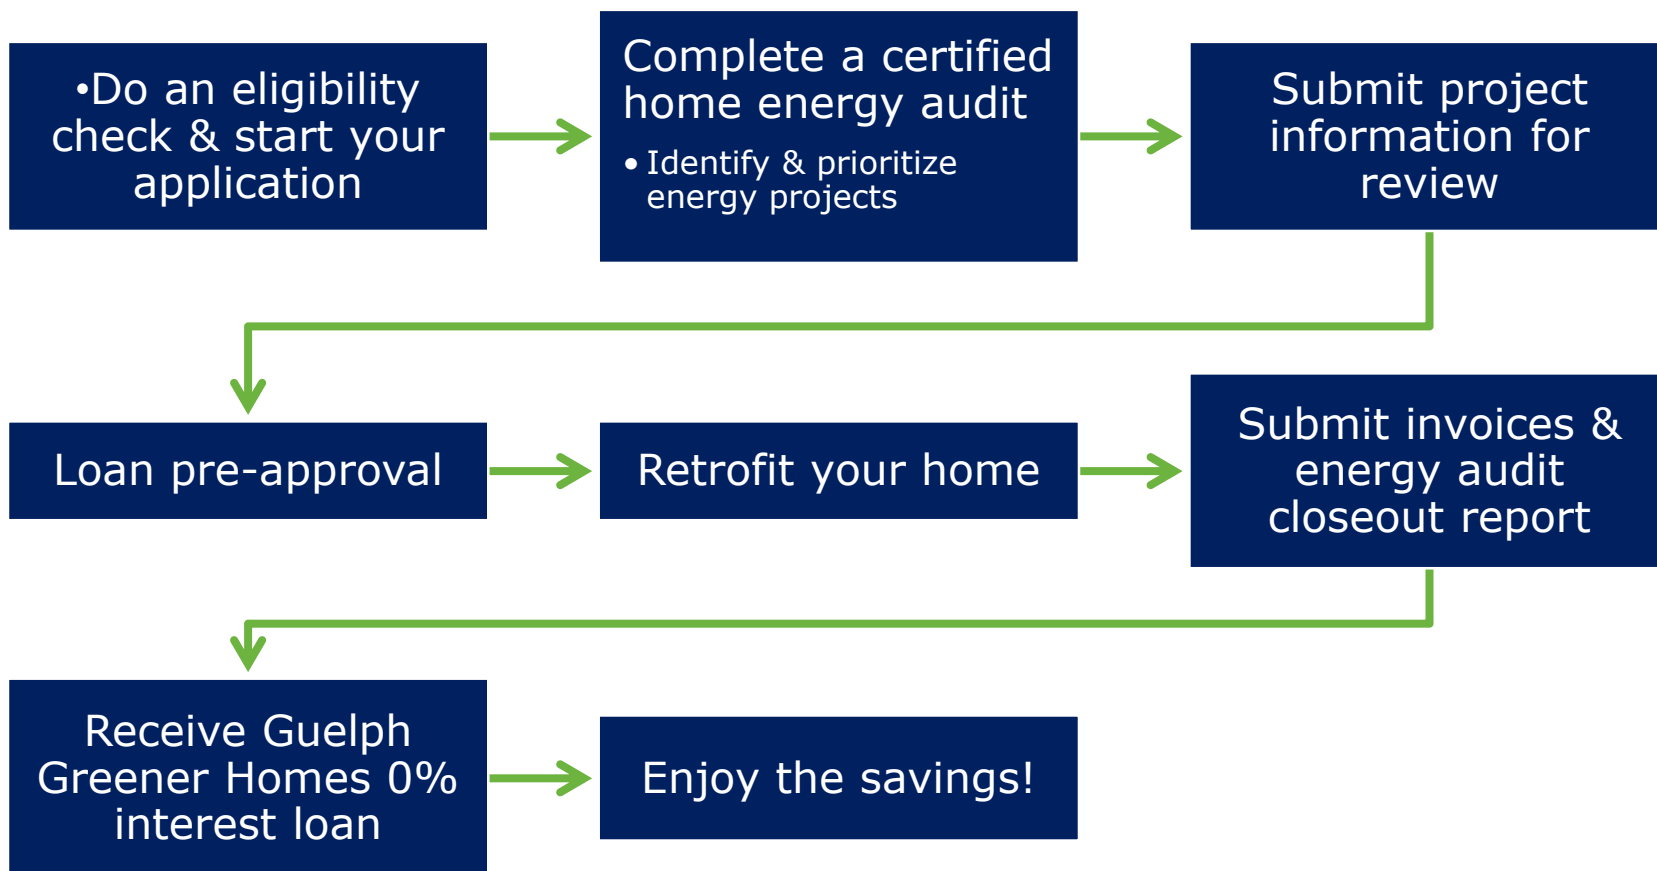 •Do an eligibility
check & start your
application
Complete a certified
home energy audit
• Identify & prioritize
energy projects
Submit project
information for
review
Loan pre-approval
Retrofit your home
Submit invoices &
energy audit
closeout report
Receive Guelph
Greener Homes 0%
interest loan
Enjoy the savings!